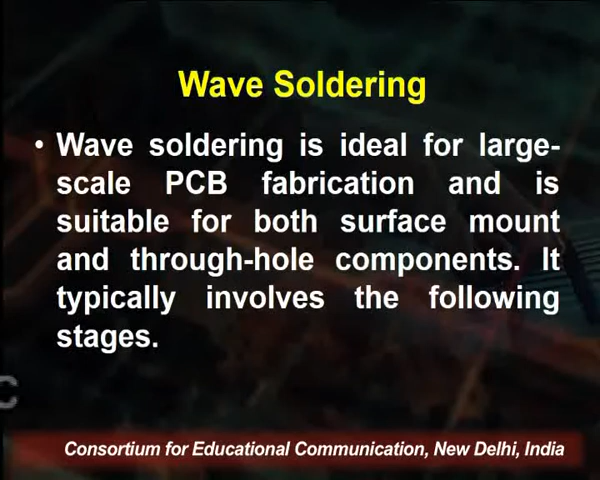 Wave Soldering
• Wave soldering is ideal for large-
scale PCB fabrication and is
suitable for both surface mount
and through-hole components. It
typically involves the following
stages.
C
Consortium for Educational Communication, New Delhi, India